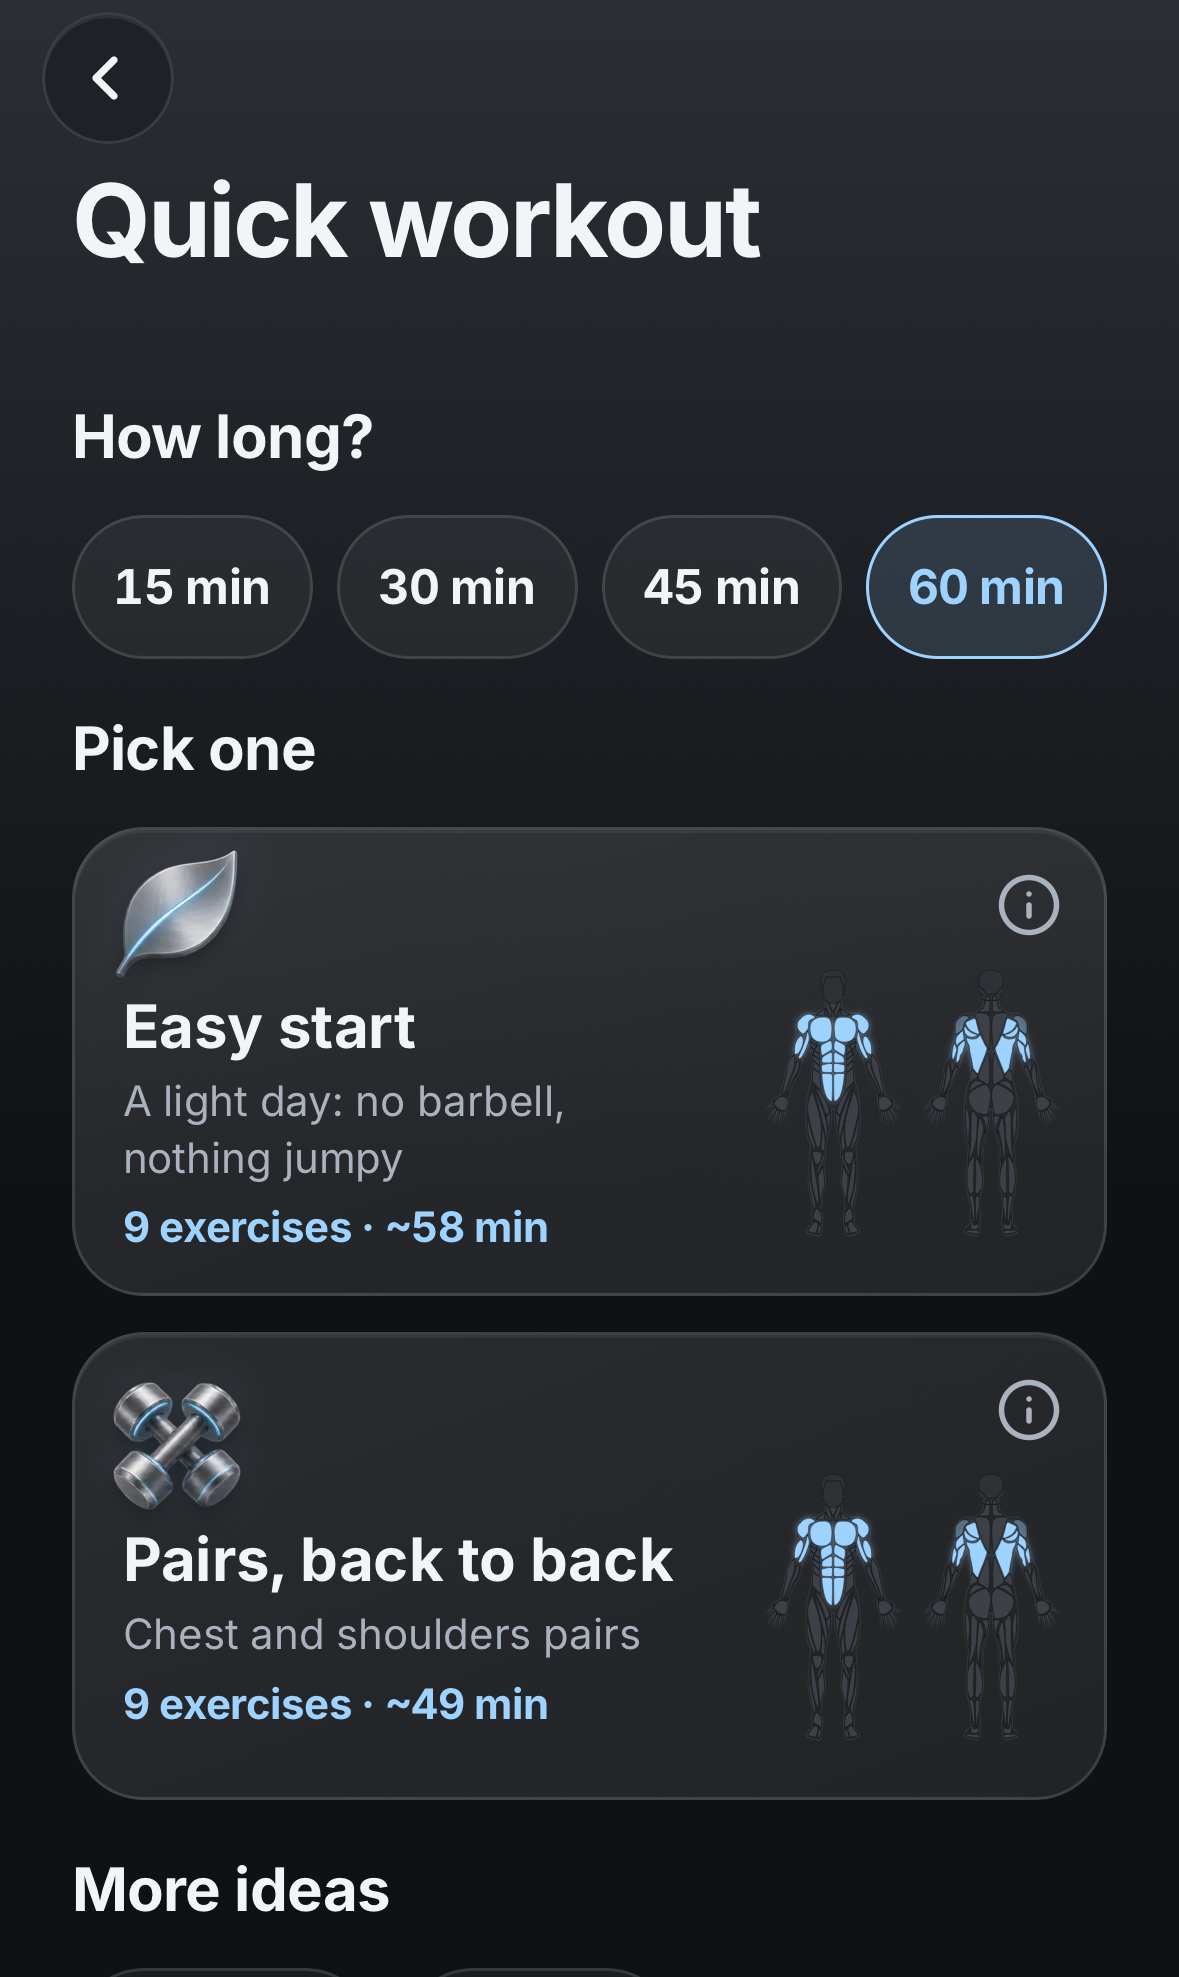 Quick workout
How long?
15 min
30 min
45 min
60 min
Pick one
Easy start
A light day: no barbell,
nothing jumpy
9 exercises · ~58 min
Pairs, back to back
Chest and shoulders pairs
9 exercises · ~49 min
More ideas